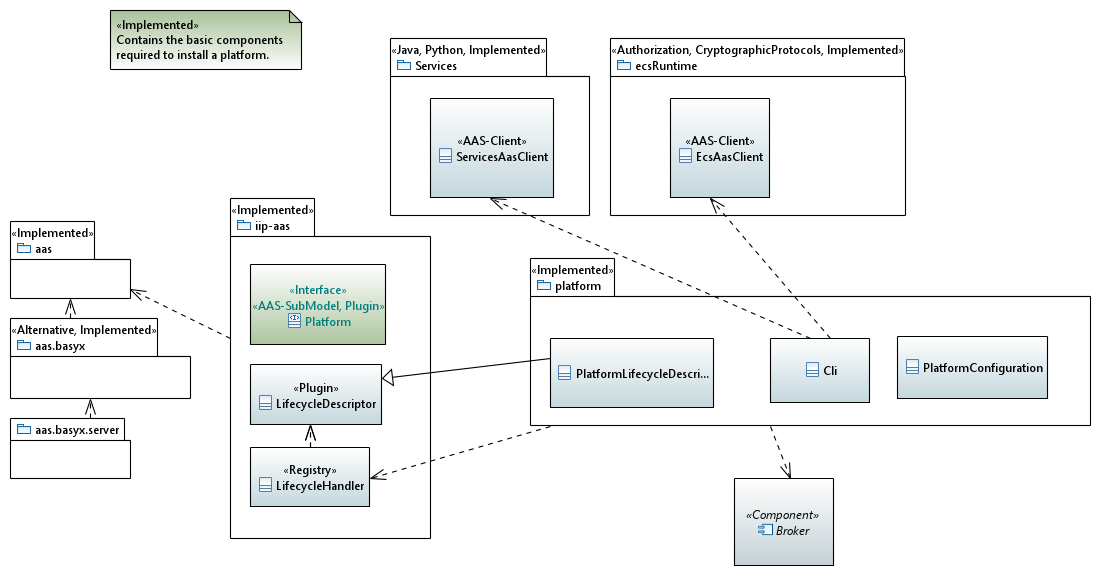 «Implemented»
Contains the basic components
required to install a platform.
«Java, Python, Implemented»
Services
«AAS-Client»
ServicesAasClient
«Authorization, CryptographicProtocols, Implemented»
ecsRuntime
«AAS-Client»
EcsAasClient
«Implemented»
aas
«Alternative, Implemented»
aas.basyx
aas.basyx.server
«Implemented»
iip-aas
«Interface»
«AAS-SubModel, Plugin»
Platform
«Plugin»
LifecycleDescriptor
«Registry»
LifecycleHandler
«Implemented»
platform
PlatformLifecycleDescri...
Cli
PlatformConfiguration
«Component»
Broker